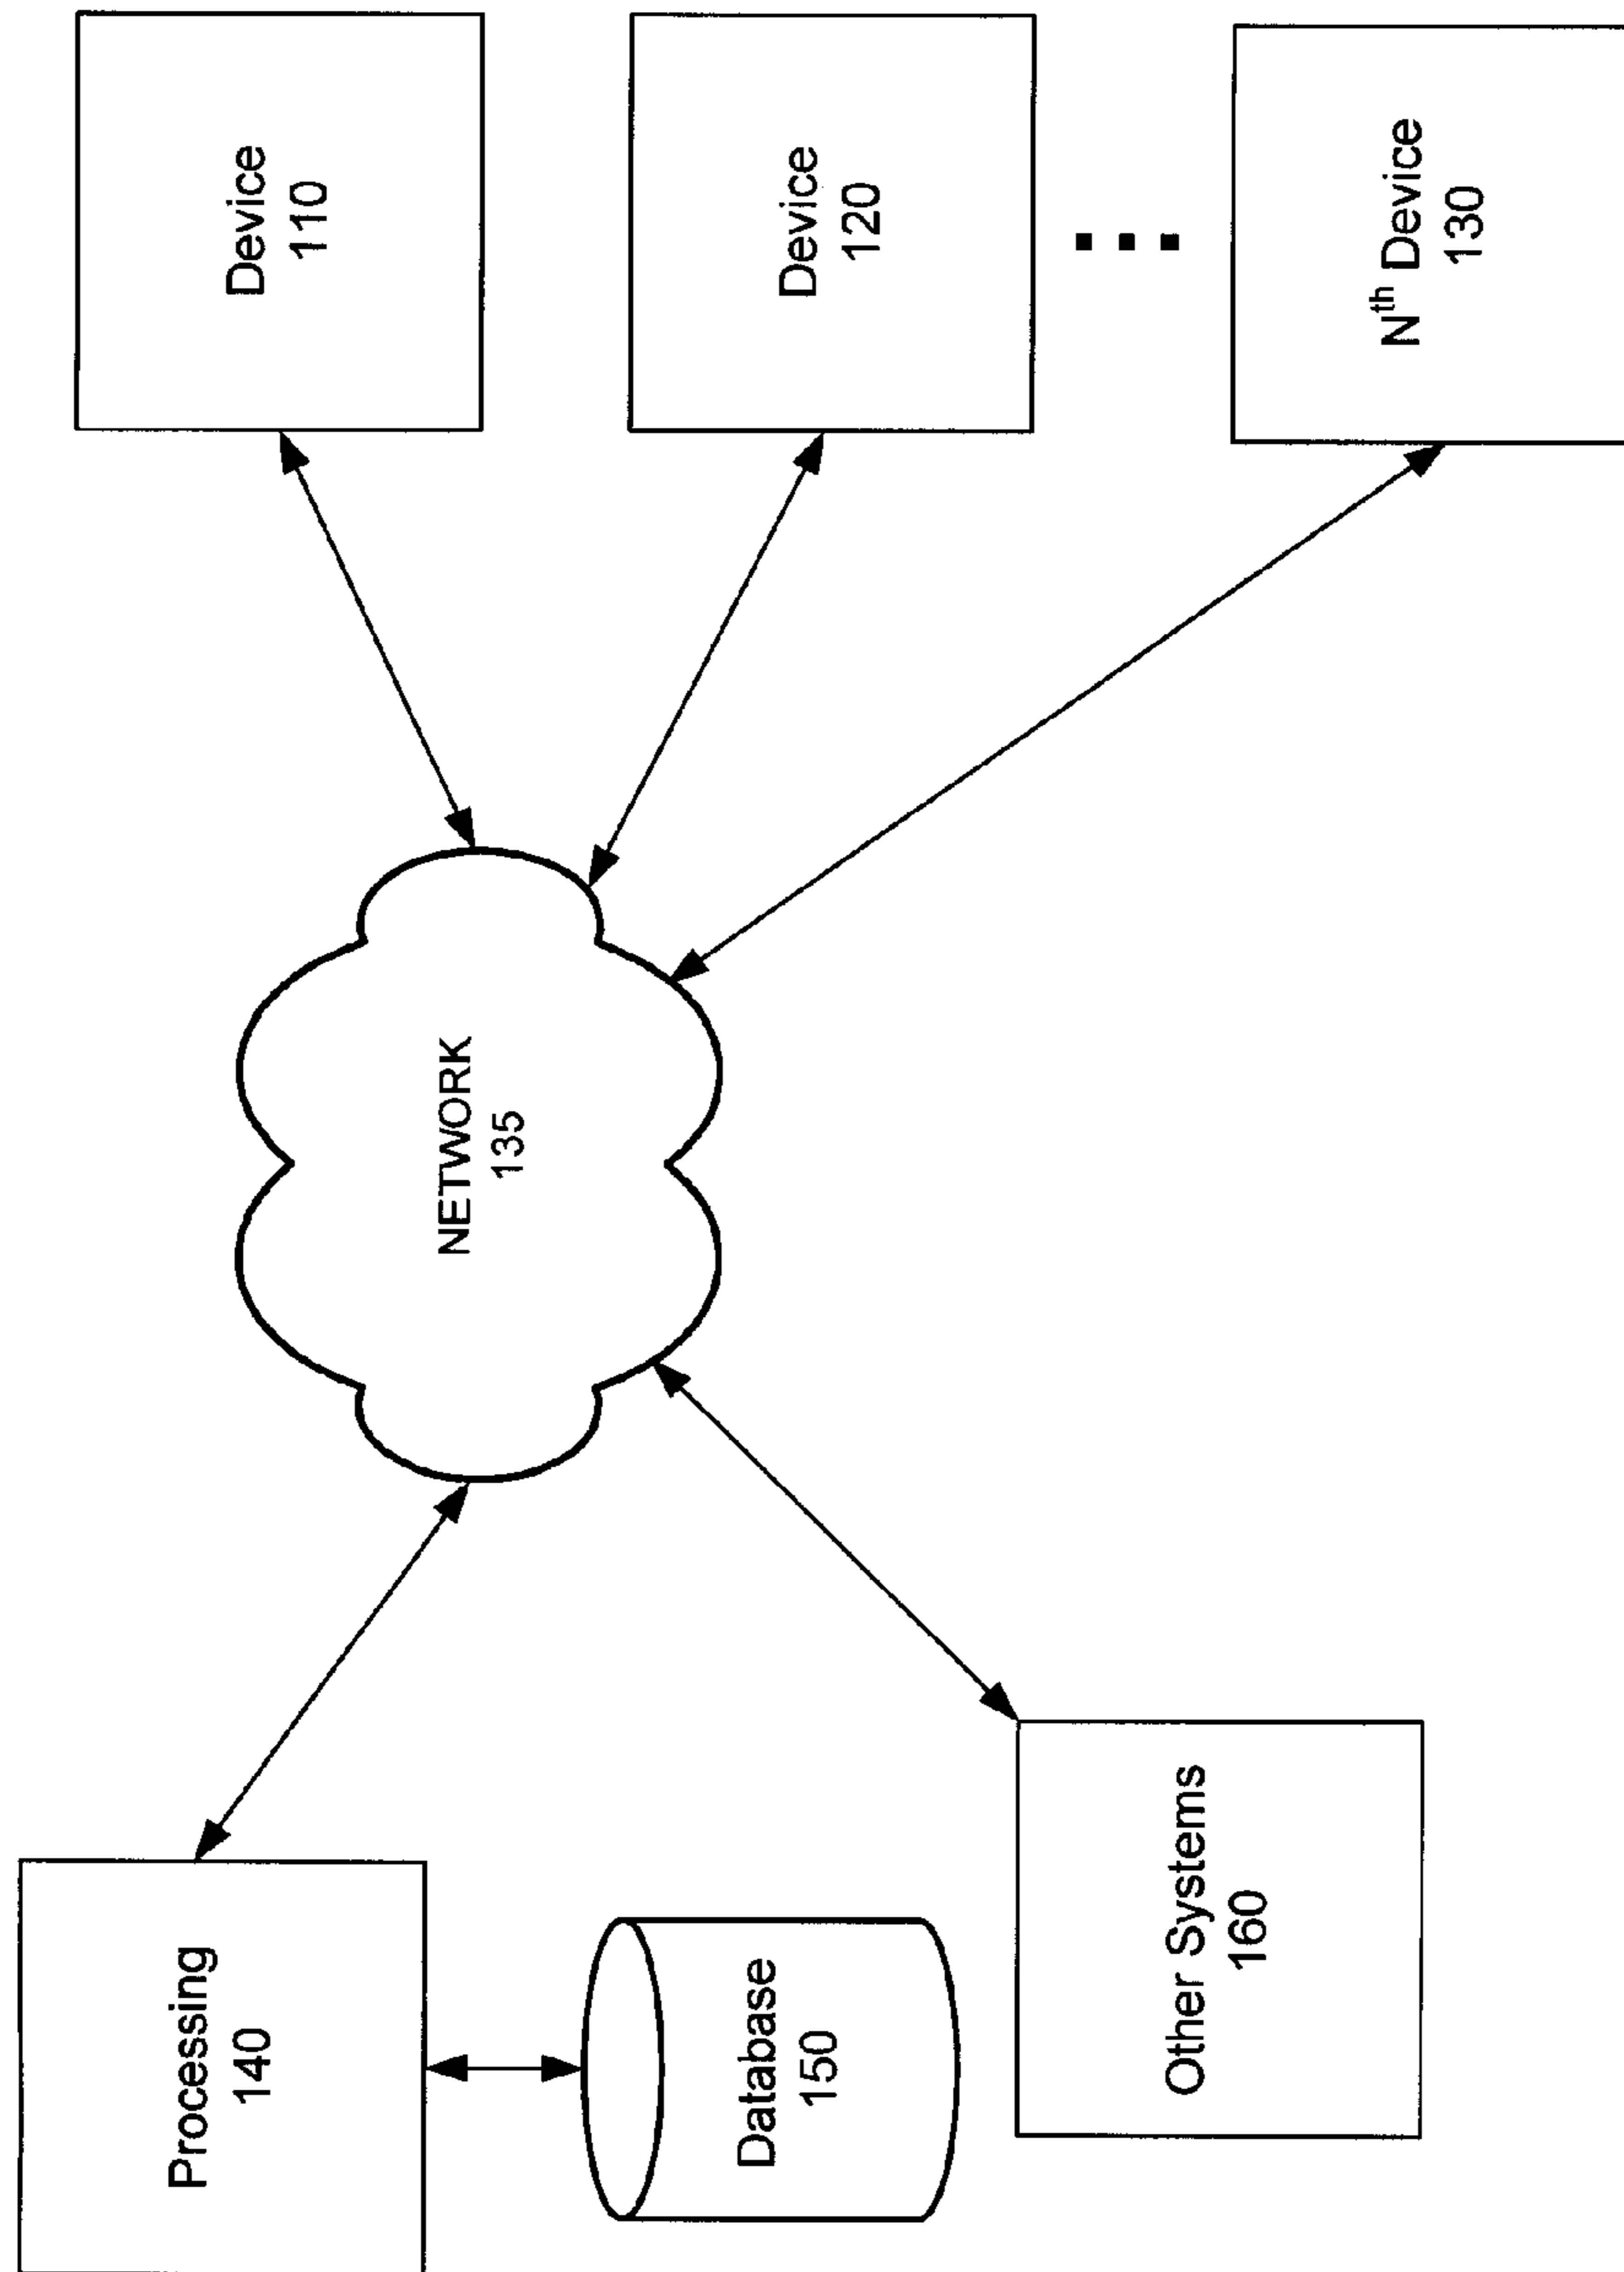 Processing
140
Database
150
Other Systems
160
NETWORK
135
Device
110
Device
120
Nth Device
130